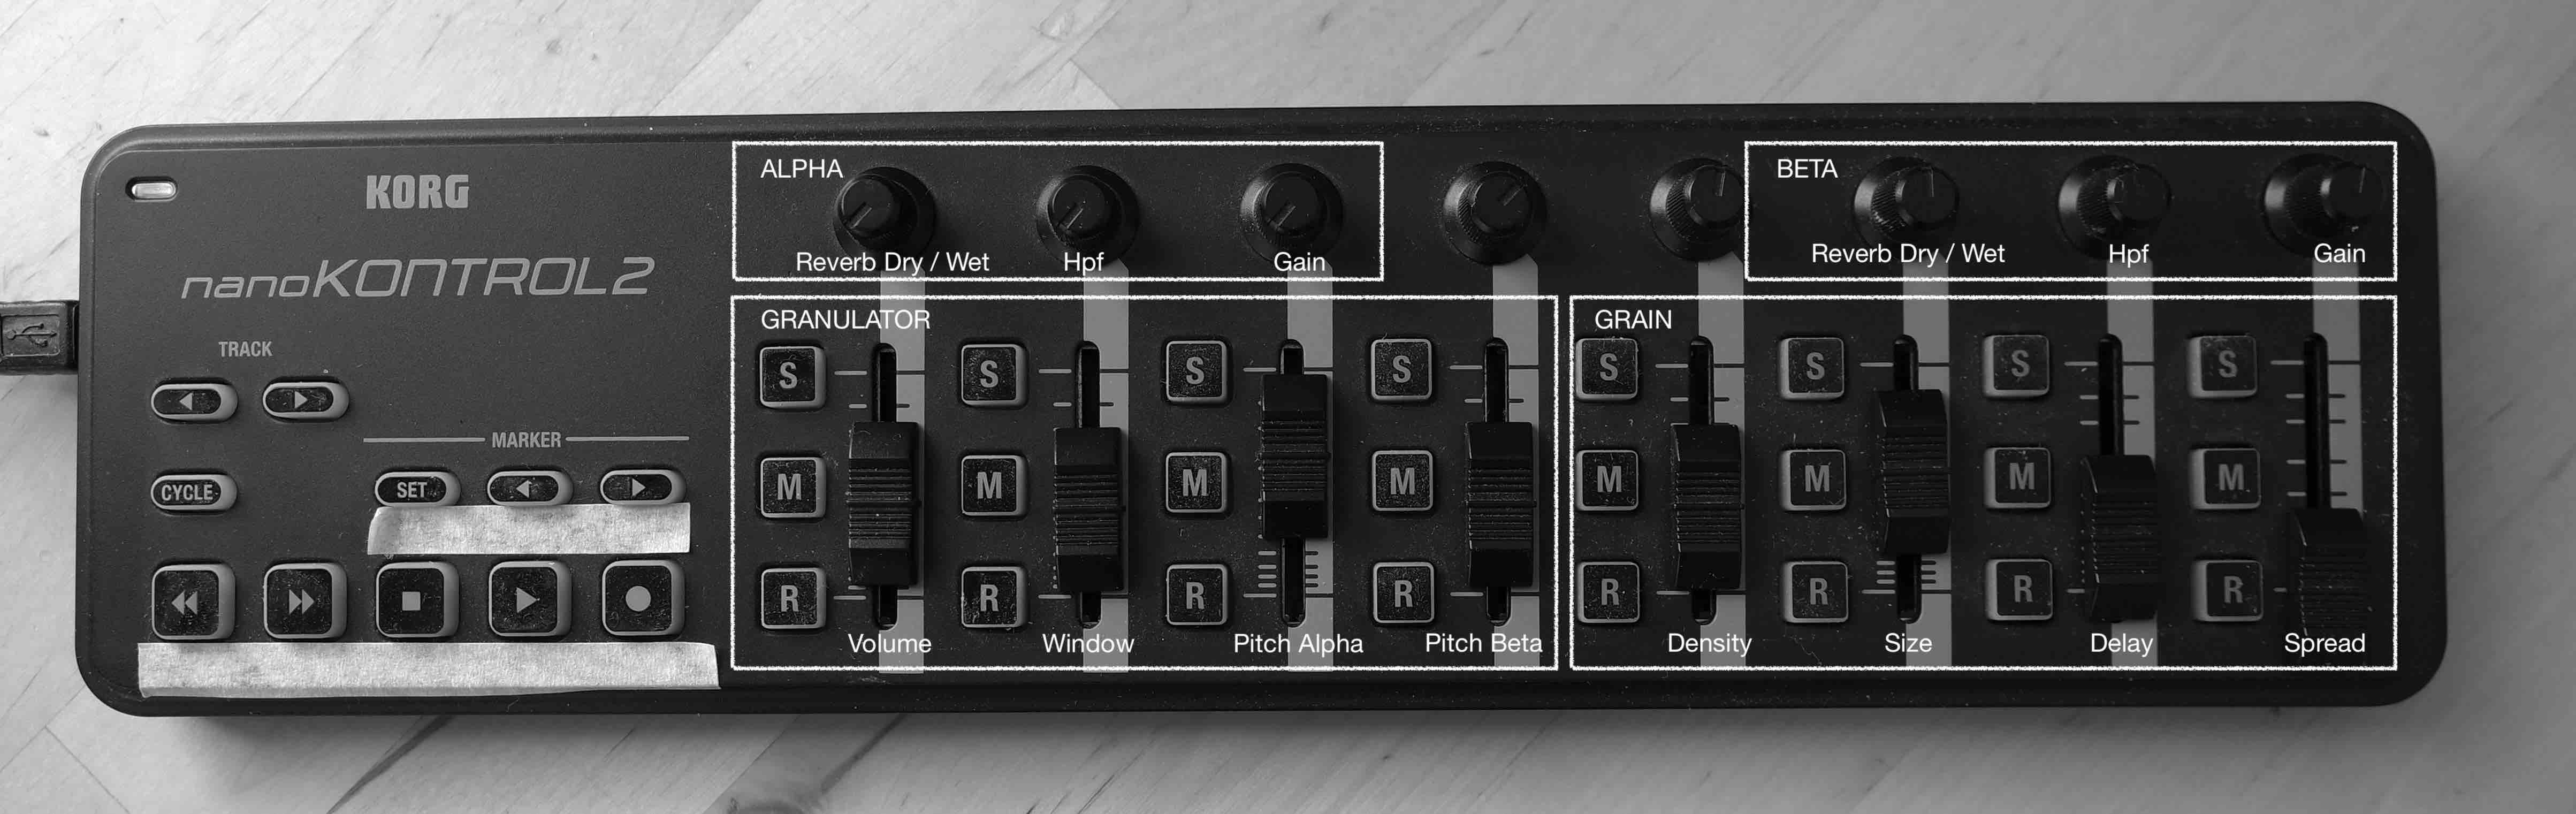 KORG
nanoKONTROL2
TRACK
MARKER
CYCLE
SET
ALPHA
Reverb Dry / Wet Hpf Gain
BETA
Reverb Dry / Wet Hpf Gain
GRANULATOR
S S S S
M M M M
R R R R
Volume Window Pitch Alpha Pitch Beta
GRAIN
S S S S
M M M M
R R R R
Density Size Delay Spread